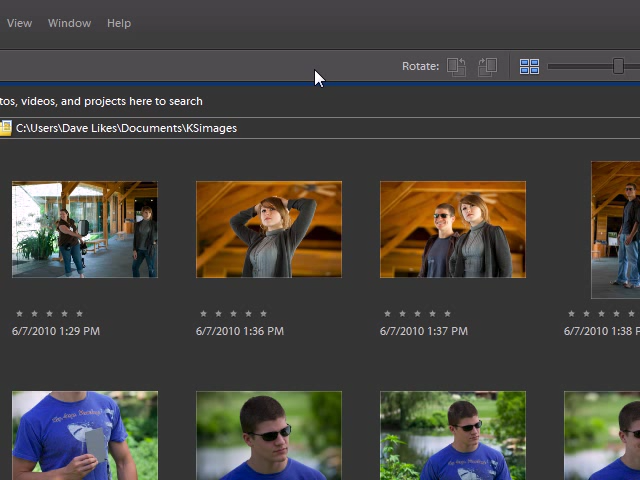 View Window Help
Rotate:
tos, videos, and projects here to search
C:\Users\Dave Likes\Documents\KSimages
6/7/2010 1:29 PM 6/7/2010 1:36 PM 6/7/2010 1:37 PM 6/7/2010 1:38 P